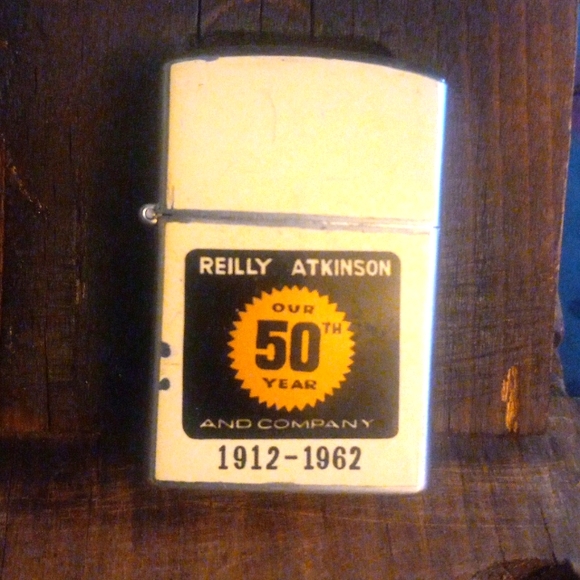 REILLY ATKINSON
OUR
50TH
YEAR
AND COMPANY
1912-1962